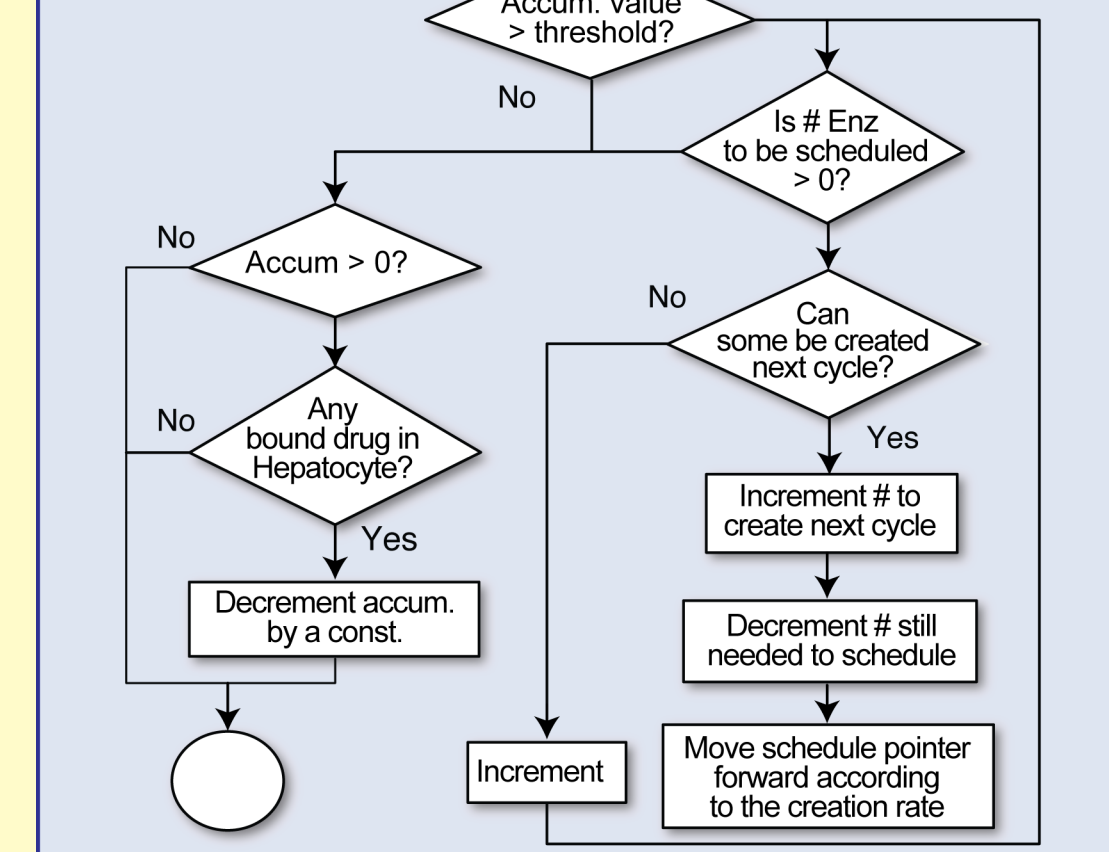 Accum. Value
> threshold?
No
Is # Enz
to be scheduled
> 0?
No
Accum > 0?
No
Can
some be created
next cycle?
No
Any
bound drug in
Hepatocyte?
Yes
Yes
Increment # to
create next cycle
Decrement accum.
by a const.
Decrement # still
needed to schedule
Increment
Move schedule pointer
forward according
to the creation rate